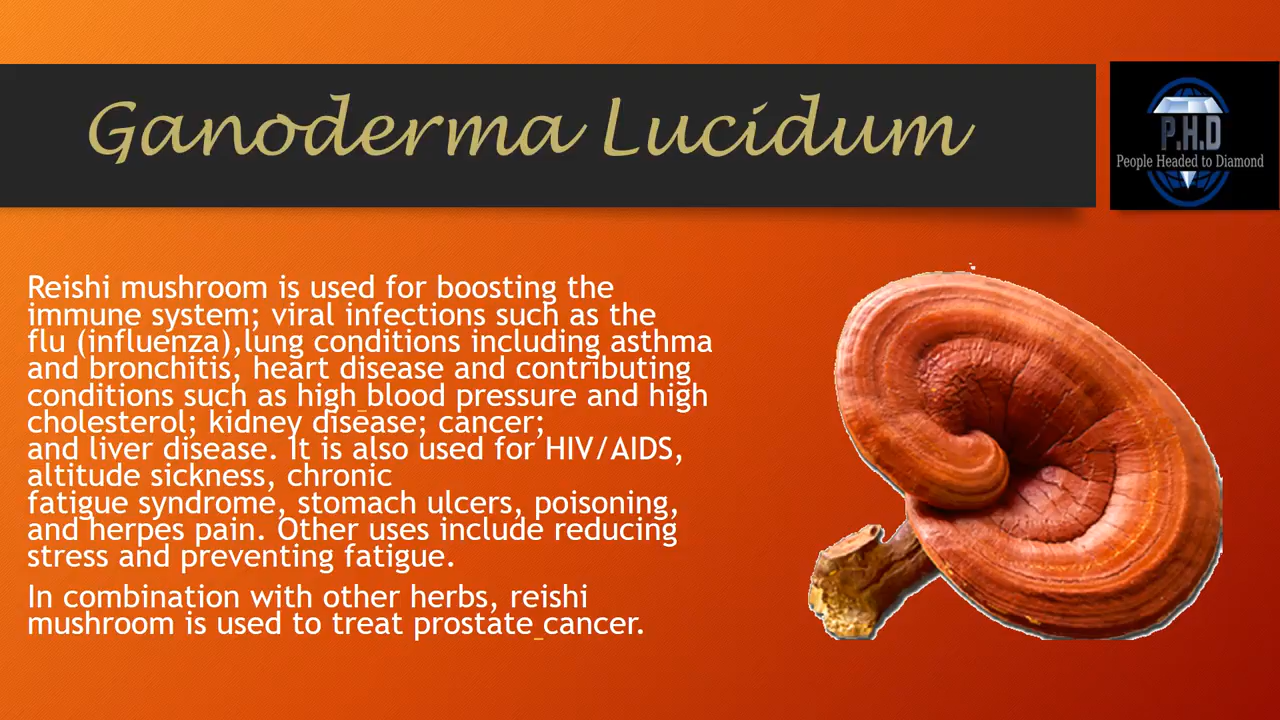 Ganoderma Lucidum
P.H.D
People Headed to Diamond
Reishi mushroom is used for boosting the
immune system; viral infections such as the
flu (influenza),lung conditions including asthma
and bronchitis, heart disease and contributing
conditions such as high blood pressure and high
cholesterol; kidney disease; cancer;
and liver disease. It is also used for HIV/AIDS,
altitude sickness, chronic
fatigue syndrome, stomach ulcers, poisoning,
and herpes pain. Other uses include reducing
stress and preventing fatigue.
In combination with other herbs, reishi
mushroom is used to treat prostate cancer.